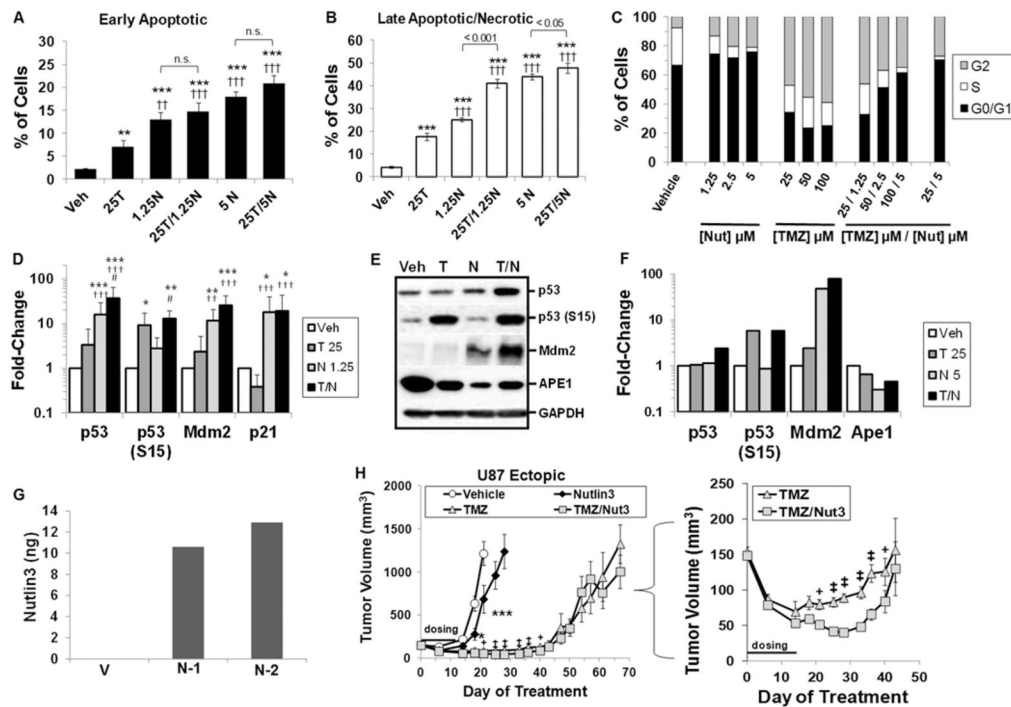 A
Early Apoptotic
% of Cells
30
25
20
15
10
5
0
n.s.
n.s.
**
***
††
***
†††
***
†††
***
†††
Veh
25T
1.25N
25T/1.25N
5 N
25T/5N
B
Late Apoptotic/Necrotic
% of Cells
60
50
40
30
20
10
0
< 0.001
< 0.05
***
***
†††
***
†††
***
†††
***
†††
Veh
25T
1.25N
25T/1.25N
5 N
25T/5N
C
% of Cells
100
80
60
40
20
0
G2
S
G0/G1
Vehicle
1.25
2.5
5
25
50
100
25 / 1.25
50 / 2.5
100 / 5
25 / 5
[Nut] µM
[TMZ] µM
[TMZ] µM / [Nut] µM
D
Fold-Change
100
10
1
0.1
***
†††
***
†††
#
*
**
#
**
††
***
†††
*
†††
*
†††
Veh
T 25
N 1.25
T/N
p53
p53
(S15)
Mdm2
p21
E
Veh T N T/N
p53
p53 (S15)
Mdm2
APE1
GAPDH
F
Fold-Change
100
10
1
0.1
Veh
T 25
N 5
T/N
p53
p53
(S15)
Mdm2
Ape1
G
Nutlin3 (ng)
14
12
10
8
6
4
2
0
V
N-1
N-2
H
U87 Ectopic
Vehicle
Nutlin3
TMZ
TMZ/Nut3
Tumor Volume (mm3)
2000
1500
1000
500
0
dosing
***
*
+ ‡ ‡ ‡ ‡ +
0 10 20 30 40 50 60 70
Day of Treatment
TMZ
TMZ/Nut3
Tumor Volume (mm3)
250
200
150
100
50
0
+ ‡ ‡ ‡ ‡ +
dosing
0 10 20 30 40 50
Day of Treatment